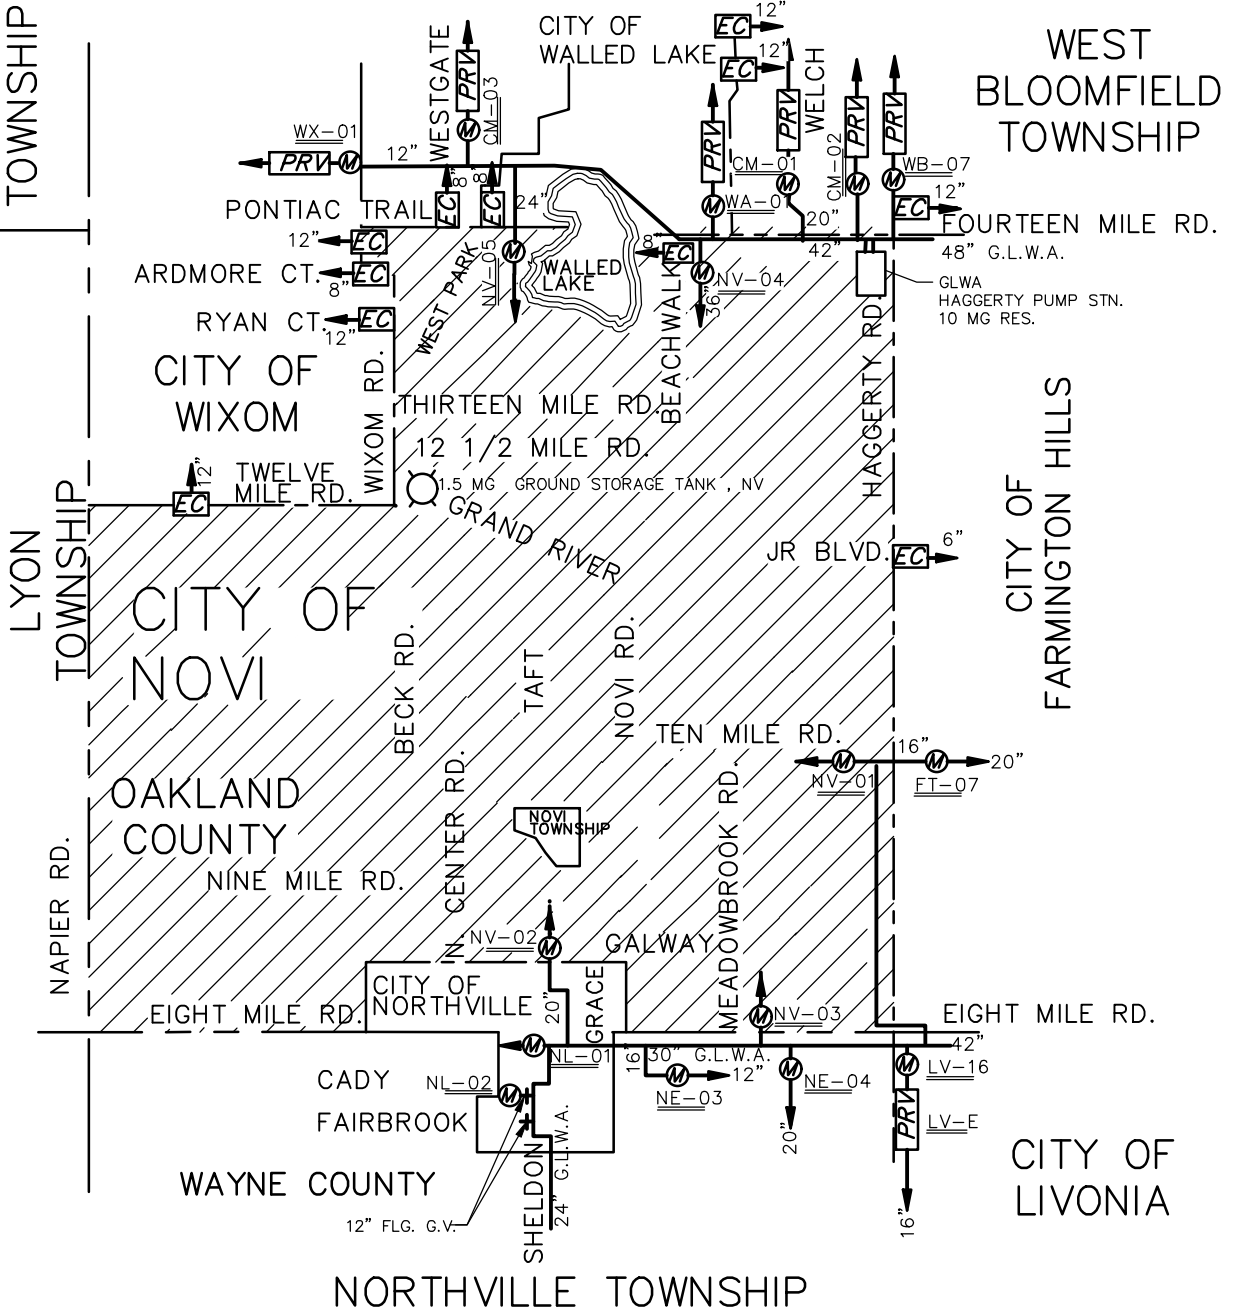 TOWNSHIP
WESTGATE
PRV
CM-03
CITY OF
WALLED LAKE
EC
12"
EC
12"
WELCH
WEST
BLOOMFIELD
TOWNSHIP
WX-01
PRV
M
12"
M
8"
8"
PRV
PRV
PRV
PRV
CM-01
CM-02
WB-07
M
M
M
M
WA-01
12"
EC
PONTIAC TRAIL
EC
EC
24"
20"
FOURTEEN MILE RD.
12"
EC
M
NV-05
WEST PARK
WALLED
LAKE
8"
EC
42"
48" G.L.W.A.
ARDMORE CT.
8"
EC
M
NV-04
36"
GLWA
HAGGERTY PUMP STN.
10 MG RES.
RYAN CT.
12"
EC
CITY OF
WIXOM
WIXOM RD.
BEACHWALK
HAGGERTY RD.
THIRTEEN MILE RD.
12 1/2 MILE RD.
12"
EC
TWELVE
MILE RD.
1.5 MG GROUND STORAGE TANK , NV
GRAND RIVER
LYON
TOWNSHIP
JR BLVD.
EC
6"
CITY OF
FARMINGTON HILLS
CITY OF
NOVI
BECK RD.
TAFT
NOVI RD.
TEN MILE RD.
16"
M
M
20"
NV-01
FT-07
OAKLAND
COUNTY
N. CENTER RD.
NOVI
TOWNSHIP
MEADOWBROOK RD.
NINE MILE RD.
NAPIER RD.
NV-02
M
GALWAY
CITY OF
NORTHVILLE
20"
GRACE
EIGHT MILE RD.
M
NV-03
EIGHT MILE RD.
M
NL-01
16"
30"
G.L.W.A.
42"
CADY
NL-02
M
M
12"
NE-03
M
NE-04
M
LV-16
FAIRBROOK
PRV
LV-E
20"
WAYNE COUNTY
G.L.W.A.
CITY OF
LIVONIA
12" FLG. G.V.
SHELDON
24"
16"
NORTHVILLE TOWNSHIP